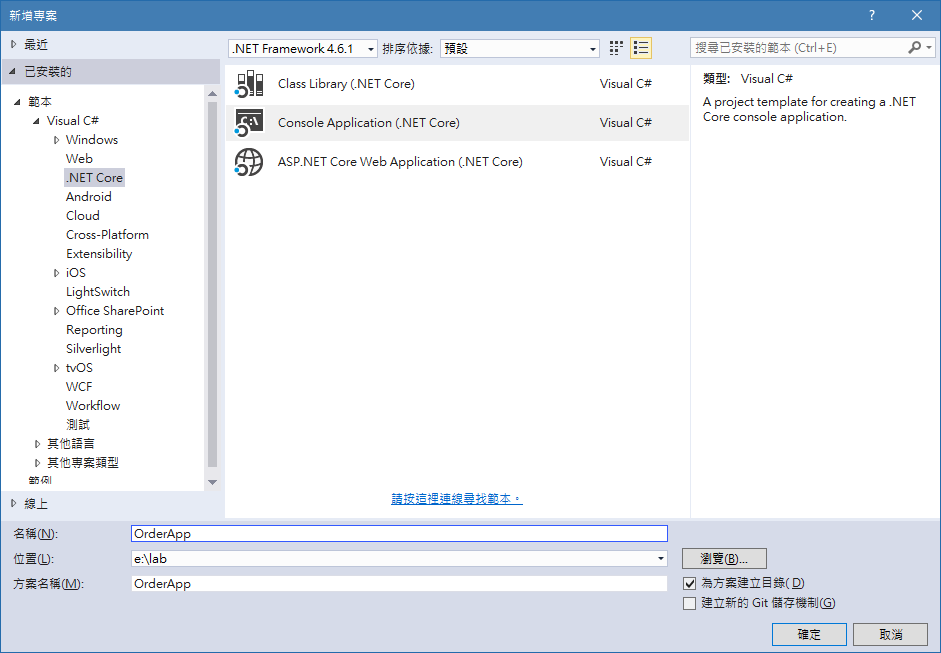 新增專案
?
最近
.NET Framework 4.6.1 排序依據: 預設
搜尋已安裝的範本 (Ctrl+E)
已安裝的
範本
Visual C#
Windows
Web
.NET Core
Android
Cloud
Cross-Platform
Extensibility
iOS
LightSwitch
Office SharePoint
Reporting
Silverlight
tvOS
WCF
Workflow
測試
其他語言
其他專案類型
範例
線上
Class Library (.NET Core) Visual C#
Console Application (.NET Core) Visual C#
ASP.NET Core Web Application (.NET Core) Visual C#
請按這裡連線尋找範本。
類型: Visual C#
A project template for creating a .NET
Core console application.
名稱(N): OrderApp
位置(L): e:\lab 瀏覽(B)...
方案名稱(M): OrderApp 為方案建立目錄(D)
建立新的 Git 儲存機制(G)
確定 取消